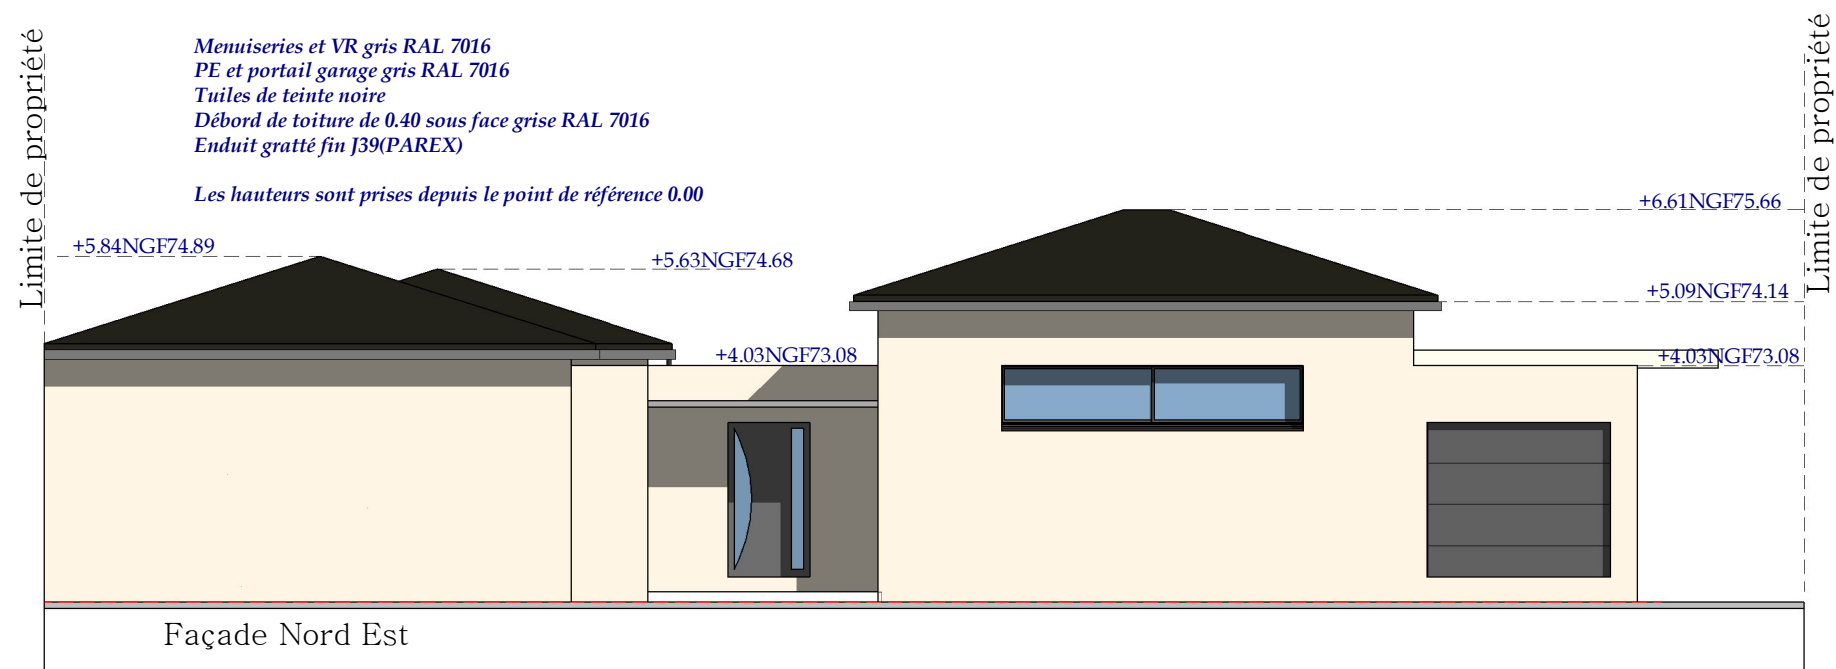 Limite de propriété
Menuiseries et VR gris RAL 7016
PE et portail garage gris RAL 7016
Tuiles de teinte noire
Débord de toiture de 0.40 sous face grise RAL 7016
Enduit gratté fin J39(PAREX)
Les hauteurs sont prises depuis le point de référence 0.00
Limite de propriété
+6.61NGF75.66
+5.84NGF74.89
+5.63NGF74.68
+5.09NGF74.14
+4.03NGF73.08
+4.03NGF73.08
Façade Nord Est